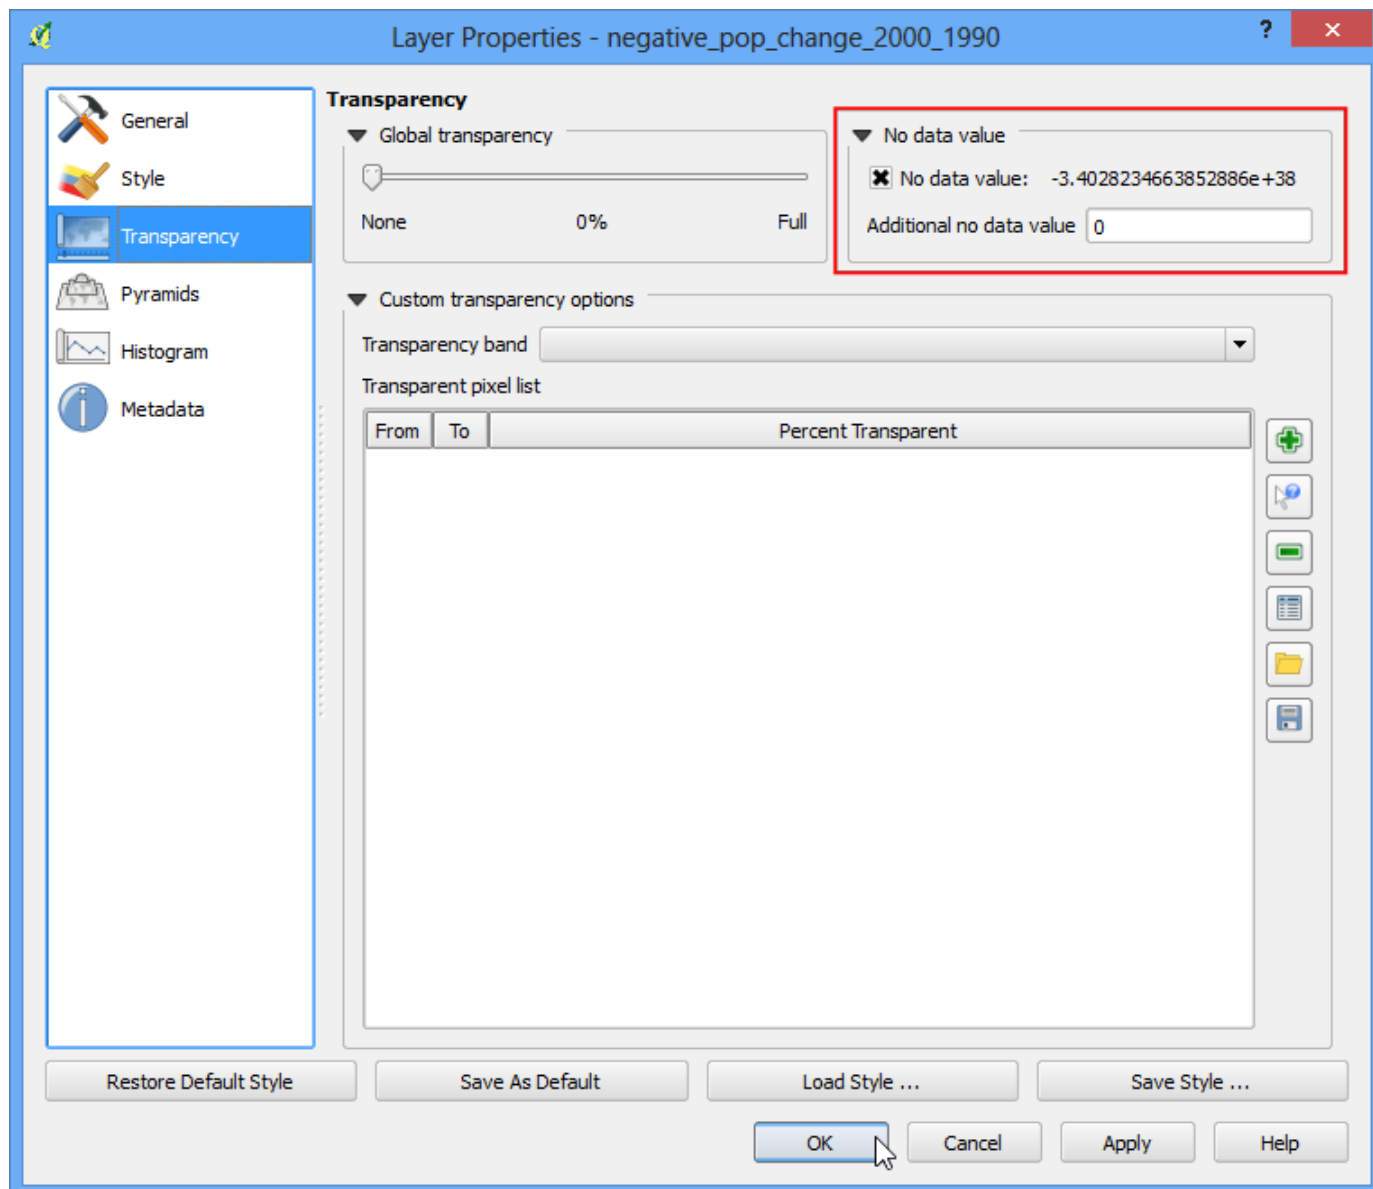 Layer Properties - negative_pop_change_2000_1990
?
General
Style
Transparency
Pyramids
Histogram
Metadata
Transparency
Global transparency
None 0% Full
No data value
No data value: -3.4028234663852886e+38
Additional no data value 0
Custom transparency options
Transparency band
Transparent pixel list
From To Percent Transparent
Restore Default Style Save As Default Load Style ... Save Style ...
OK Cancel Apply Help